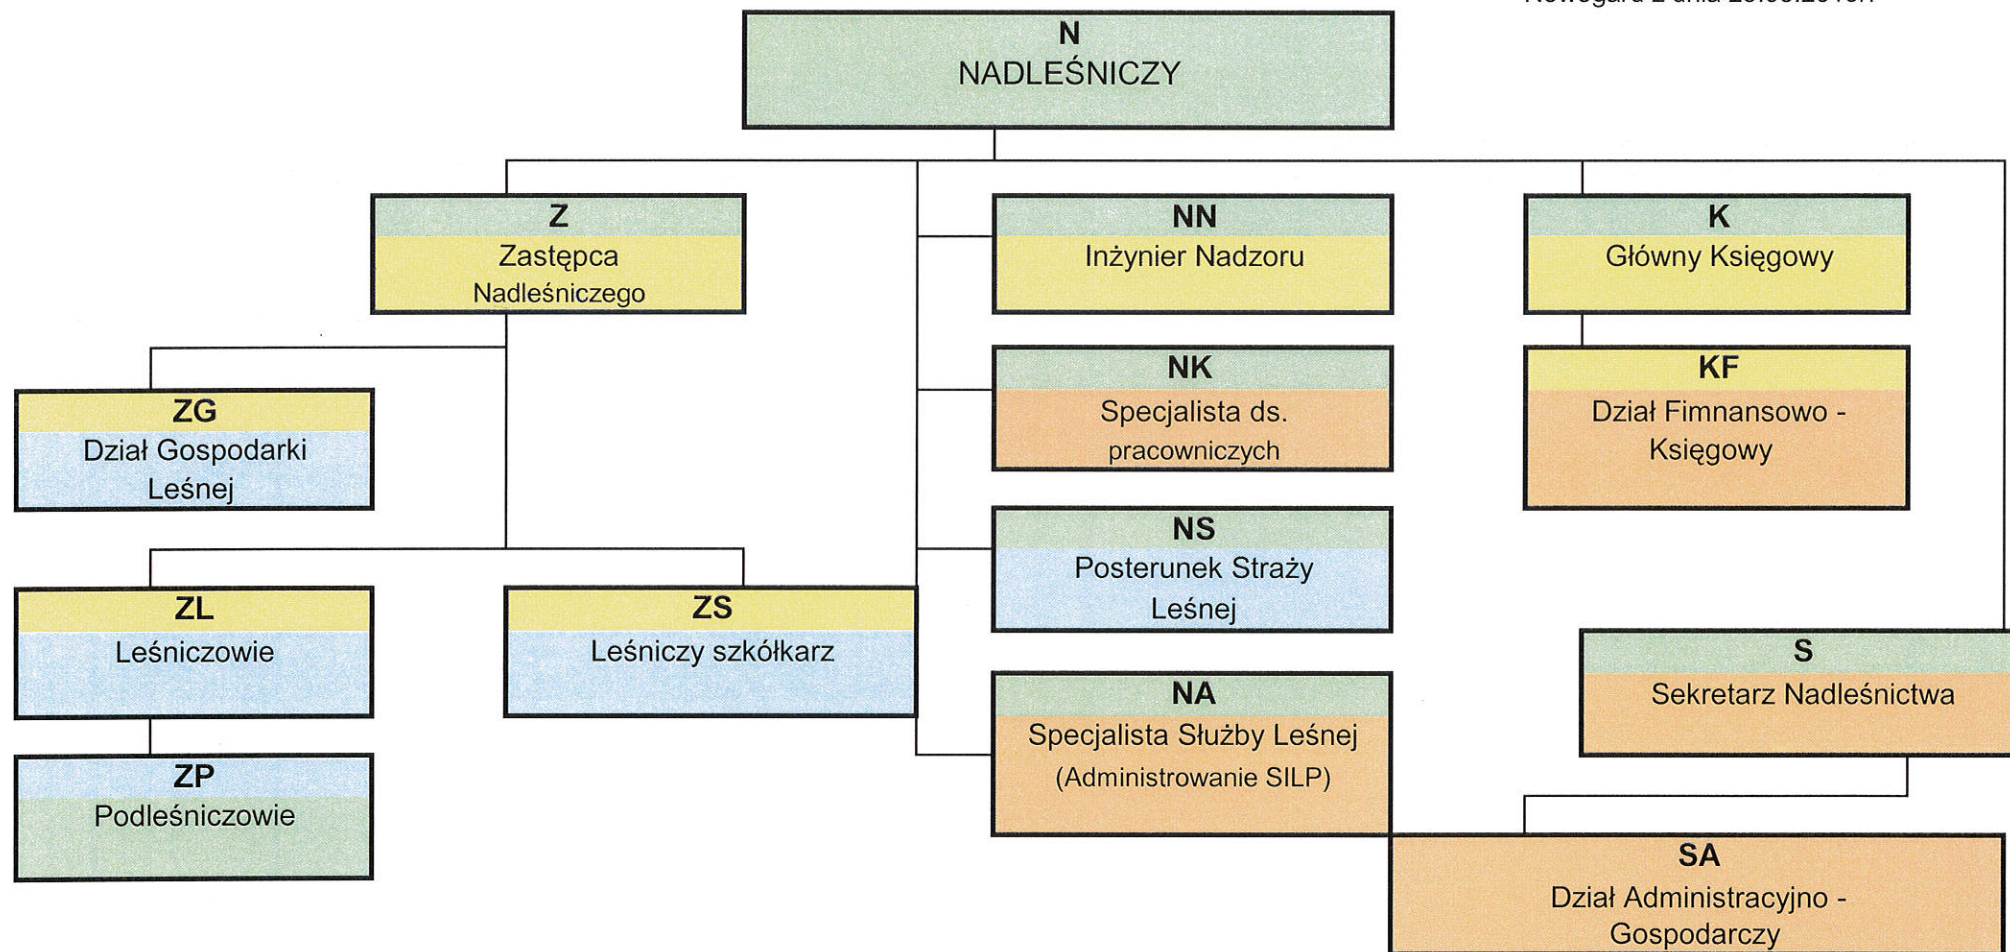 N
NADLEŚNICZY
Z
Zastępca
Nadleśniczego
NN
Inżynier Nadzoru
K
Główny Księgowy
NK
Specjalista ds.
pracowniczych
KF
Dział Fimnansowo -
Księgowy
ZG
Dział Gospodarki
Leśnej
NS
Posterunek Straży
Leśnej
ZL
Leśniczowie
ZS
Leśniczy szkółkarz
S
Sekretarz Nadleśnictwa
NA
Specjalista Służby Leśnej
(Administrowanie SILP)
ZP
Podleśniczowie
SA
Dział Administracyjno -
Gospodarczy